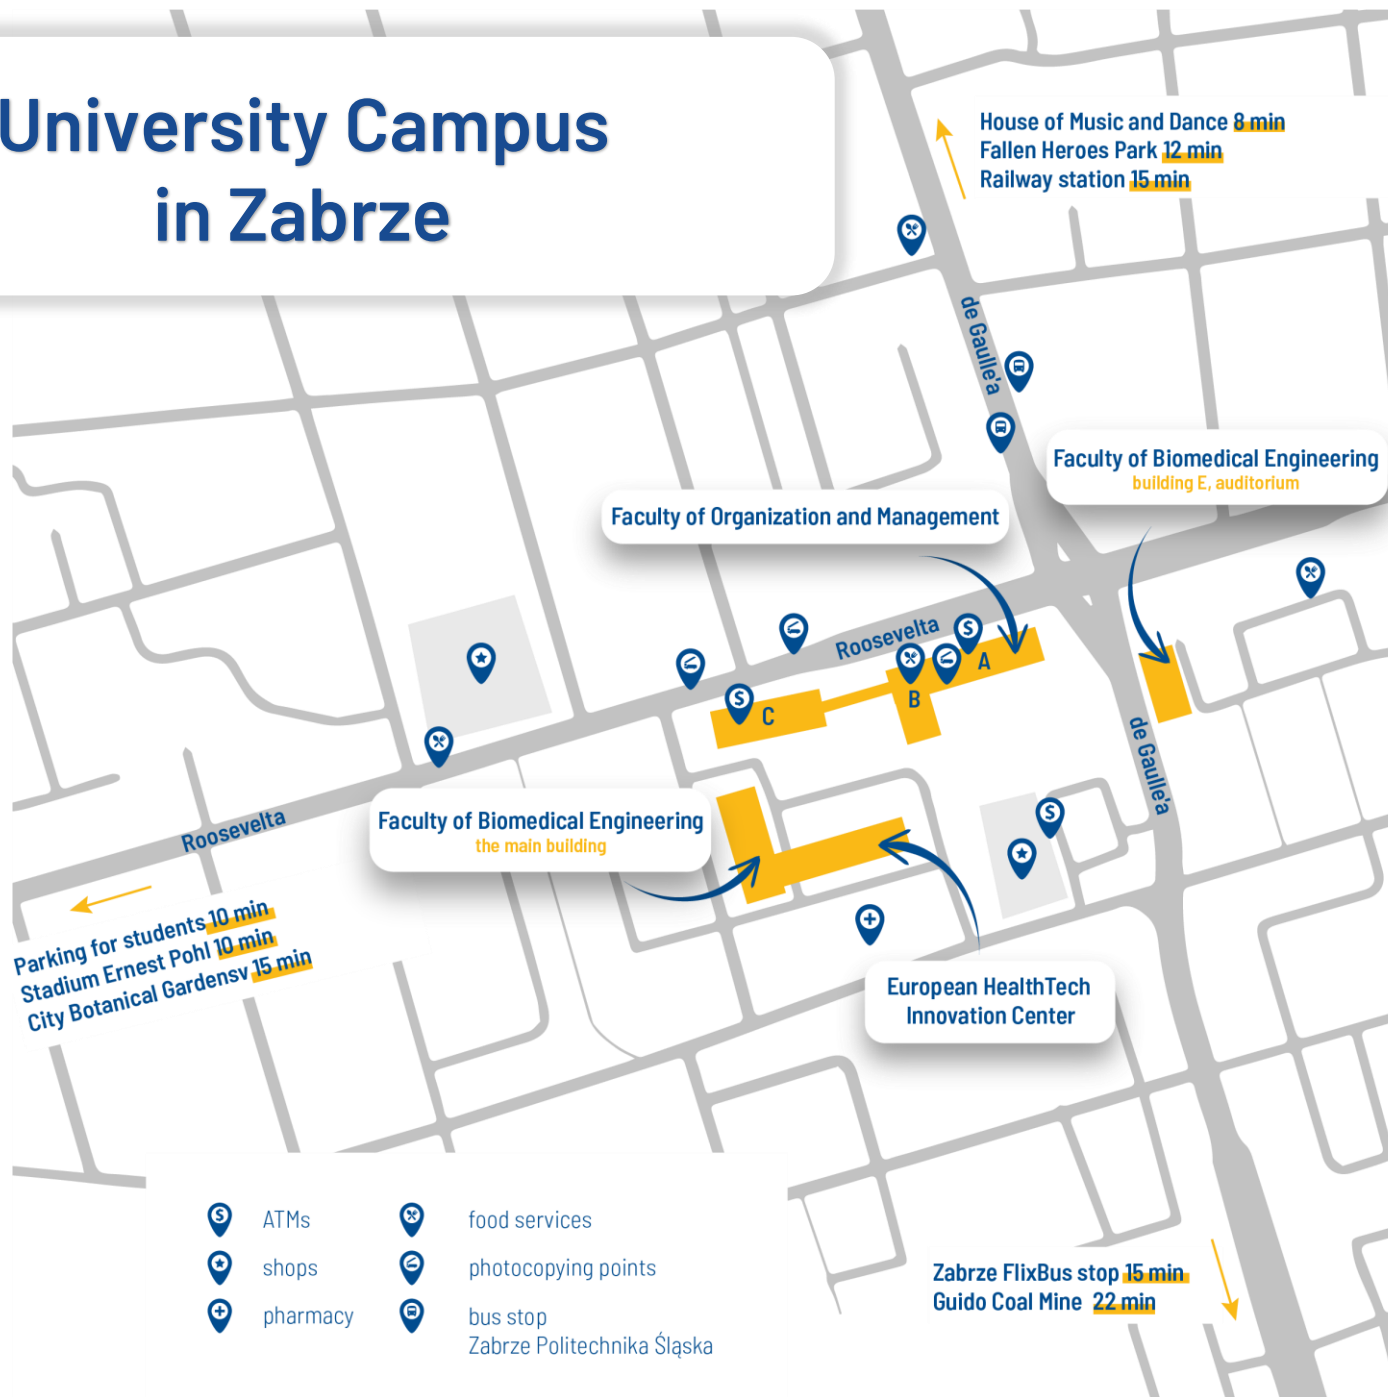 University Campus
in Zabrze
House of Music and Dance 8 min
Fallen Heroes Park 12 min
Railway station 15 min
de Gaulle'a
Faculty of Biomedical Engineering
building E, auditorium
Faculty of Organization and Management
Roosevelta
A
B
C
de Gaulle'a
Faculty of Biomedical Engineering
the main building
Roosevelta
Parking for students 10 min
Stadium Ernest Pohl 10 min
City Botanical Gardensv 15 min
European HealthTech
Innovation Center
ATMs
food services
shops
photocopying points
pharmacy
bus stop
Zabrze Politechnika Śląska
Zabrze FlixBus stop 15 min
Guido Coal Mine 22 min